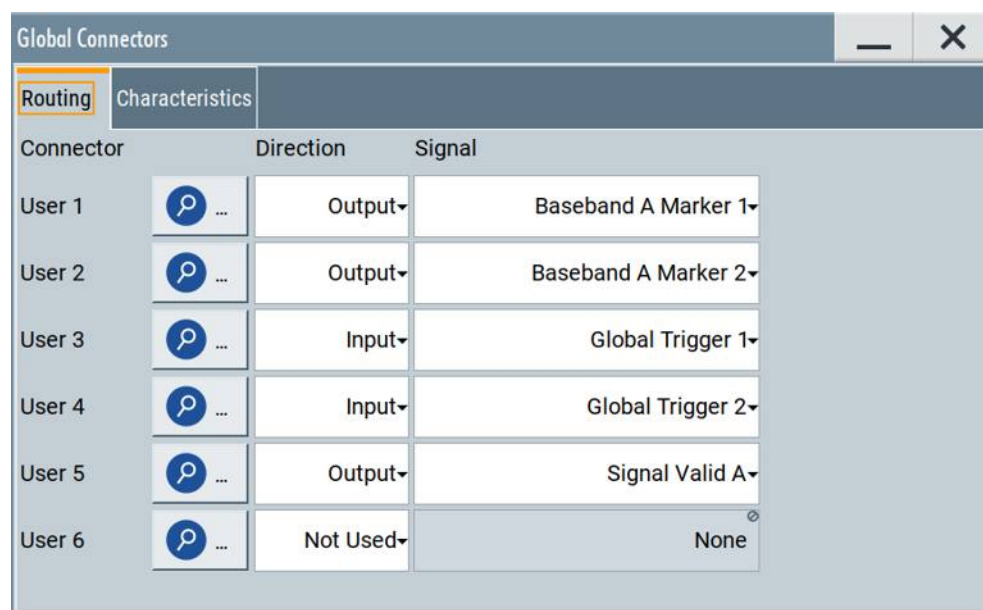 Global Connectors
Routing Characteristics
Connector Direction Signal
User 1 ... Output Baseband A Marker 1
User 2 ... Output Baseband A Marker 2
User 3 ... Input Global Trigger 1
User 4 ... Input Global Trigger 2
User 5 ... Output Signal Valid A
User 6 ... Not Used None